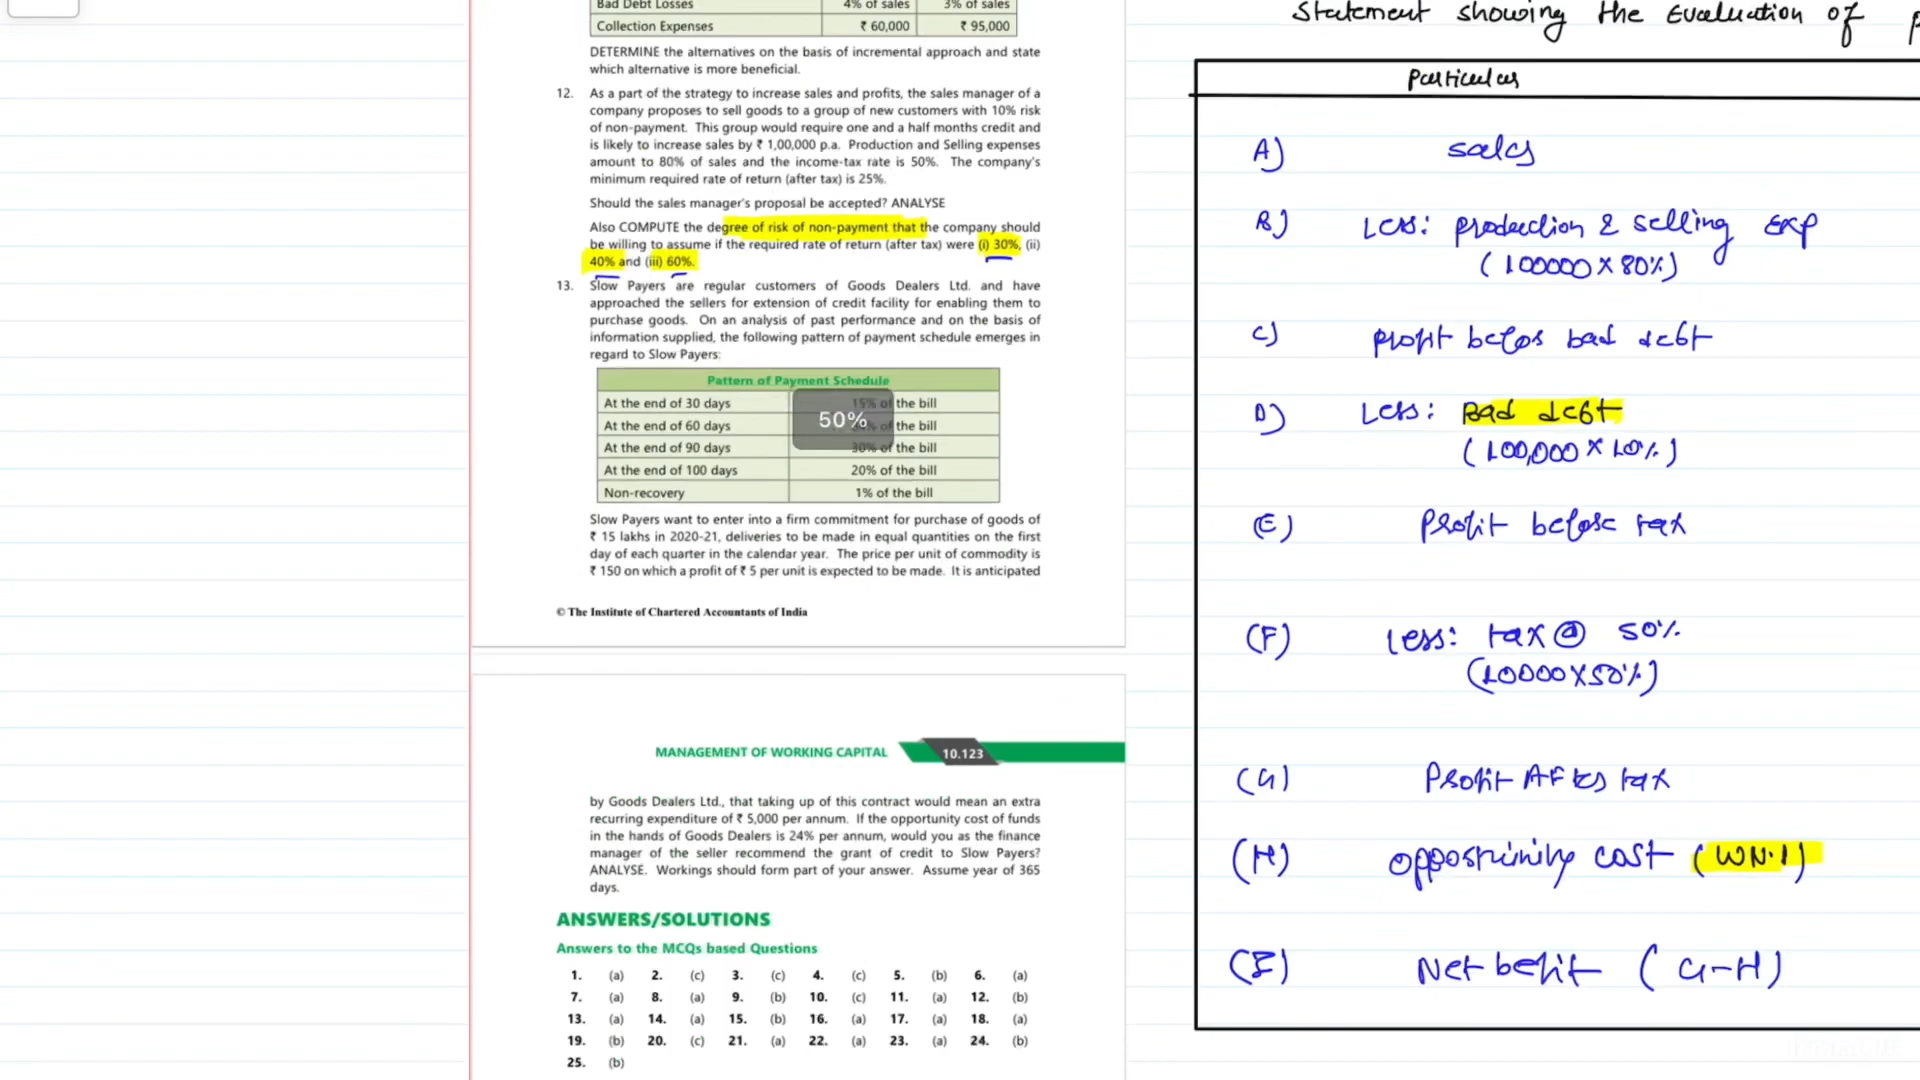 Bad Debt Losses 4% of sales 3% of sales
Collection Expenses ₹ 60,000 ₹ 95,000
DETERMINE the alternatives on the basis of incremental approach and state
which alternative is more beneficial.
12. As a part of the strategy to increase sales and profits, the sales manager of a
company proposes to sell goods to a group of new customers with 10% risk
of non-payment. This group would require one and a half months credit and
is likely to increase sales by ₹ 1,00,000 p.a. Production and Selling expenses
amount to 80% of sales and the income-tax rate is 50%. The company's
minimum required rate of return (after tax) is 25%.
Should the sales manager's proposal be accepted? ANALYSE
Also COMPUTE the degree of risk of non-payment that the company should
be willing to assume if the required rate of return (after tax) were (i) 30%, (ii)
40% and (iii) 60%.
13. Slow Payers are regular customers of Goods Dealers Ltd. and have
approached the sellers for extension of credit facility for enabling them to
purchase goods. On an analysis of past performance and on the basis of
information supplied, the following pattern of payment schedule emerges in
regard to Slow Payers:
Pattern of Payment Schedule
At the end of 30 days 15% of the bill
At the end of 60 days of the bill
At the end of 90 days 30% of the bill
At the end of 100 days 20% of the bill
Non-recovery 1% of the bill
50%
Slow Payers want to enter into a firm commitment for purchase of goods of
₹ 15 lakhs in 2020-21, deliveries to be made in equal quantities on the first
day of each quarter in the calendar year. The price per unit of commodity is
₹ 150 on which a profit of ₹ 5 per unit is expected to be made. It is anticipated
© The Institute of Chartered Accountants of India
MANAGEMENT OF WORKING CAPITAL 10.123
by Goods Dealers Ltd., that taking up of this contract would mean an extra
recurring expenditure of ₹ 5,000 per annum. If the opportunity cost of funds
in the hands of Goods Dealers is 24% per annum, would you as the finance
manager of the seller recommend the grant of credit to Slow Payers?
ANALYSE. Workings should form part of your answer. Assume year of 365
days.
ANSWERS/SOLUTIONS
Answers to the MCQs based Questions
1. (a) 2. (c) 3. (c) 4. (c) 5. (b) 6. (a)
7. (a) 8. (a) 9. (b) 10. (c) 11. (a) 12. (b)
13. (a) 14. (a) 15. (b) 16. (a) 17. (a) 18. (a)
19. (b) 20. (c) 21. (a) 22. (a) 23. (a) 24. (b)
25. (b)
Statement showing the Evaluation of
Particulars
A) Sales
B) Less: production & selling Exp
(100000 x 80%)
C) profit before bad debt
D) Less: Bad debt
(100,000 x 10%)
(E) Profit before tax
(F) Less: tax @ 50%
(10000x50%)
(G) Profit After tax
(H) opportunity cost (WN.1)
(I) Net befit (G-H)